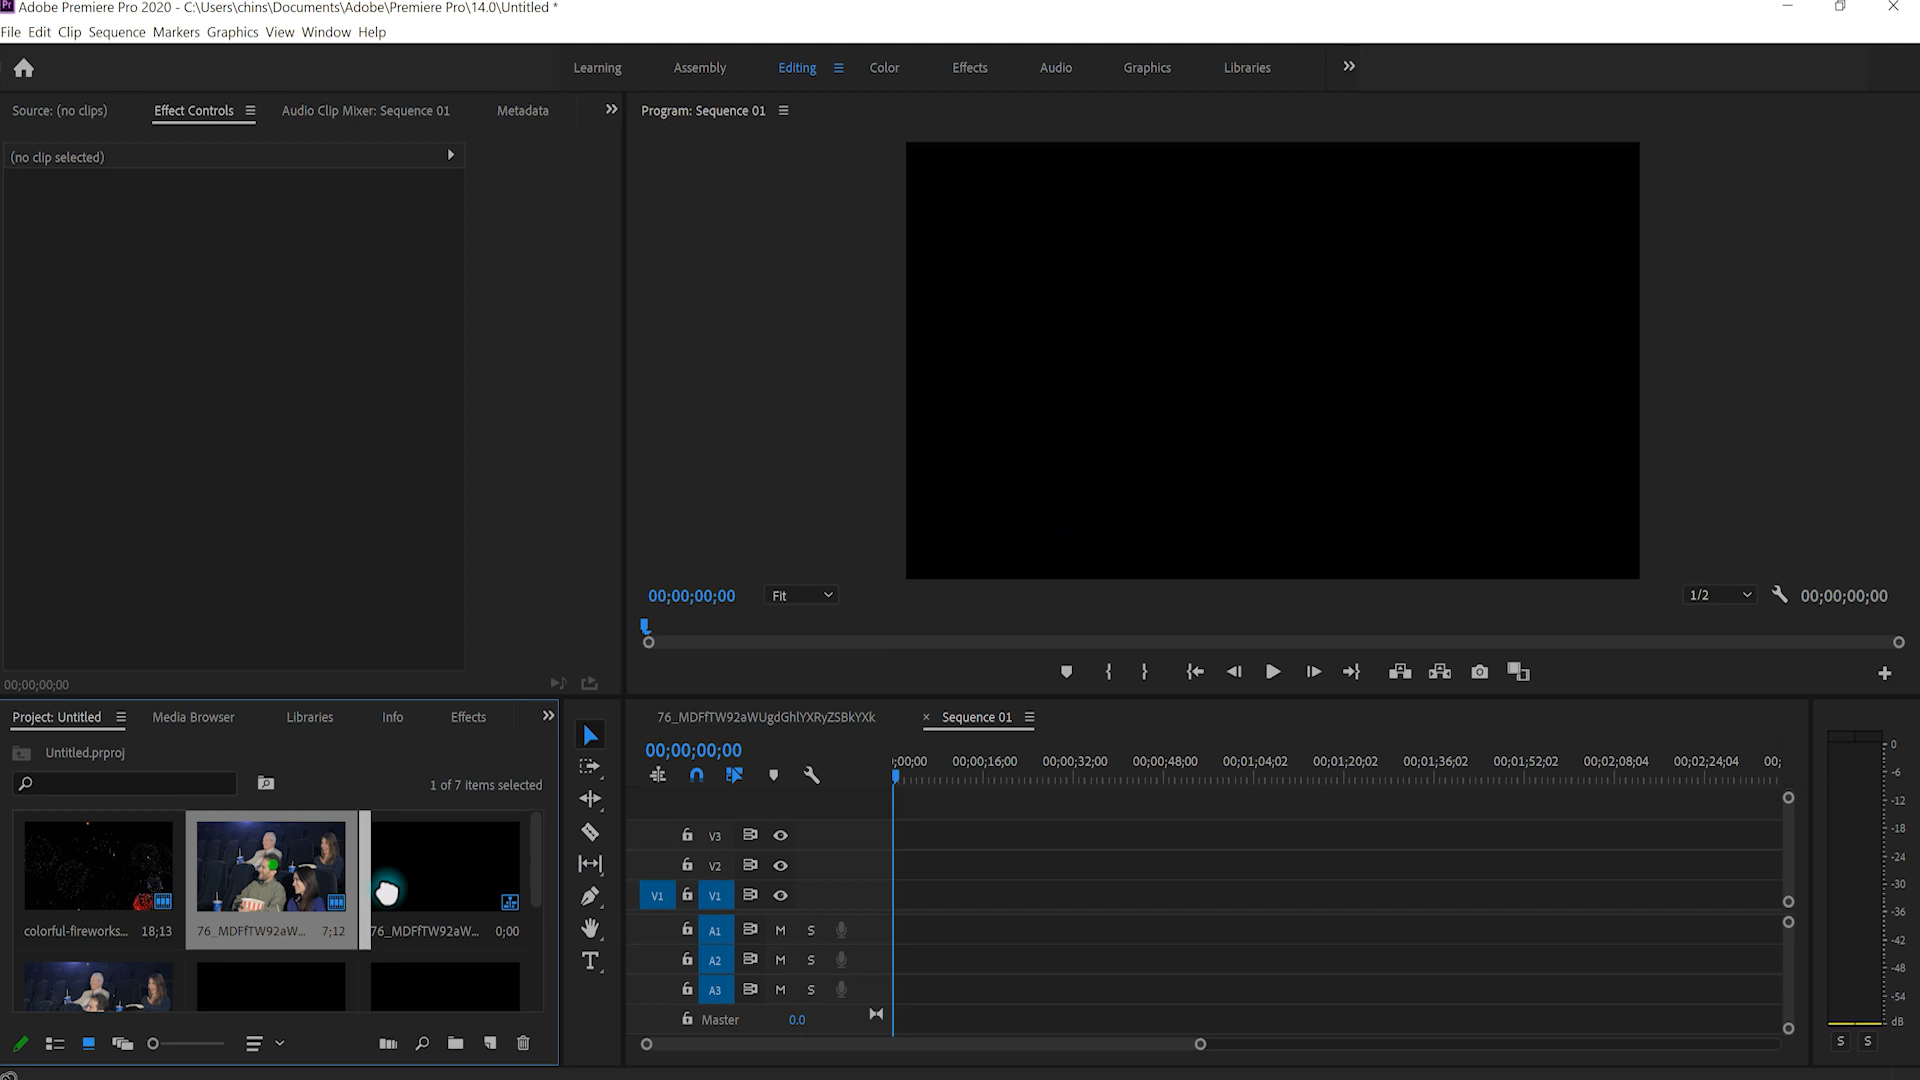 Pr Adobe Premiere Pro 2020 - C:\Users\chins\Documents\Adobe\Premiere Pro\14.0\Untitled *
File Edit Clip Sequence Markers Graphics View Window Help
Learning Assembly Editing Color Effects Audio Graphics Libraries
Source: (no clips) Effect Controls Audio Clip Mixer: Sequence 01 Metadata
Program: Sequence 01
(no clip selected)
00;00;00;00 Fit 1/2 00;00;00;00
00;00;00;00
Project: Untitled Media Browser Libraries Info Effects
Untitled.prproj
1 of 7 items selected
colorful-fireworks... 18;13
76_MDFfTW92aW... 7;12
76_MDFfTW92aW... 0;00
T
76_MDFfTW92aWUgdGhlYXRyZSBkYXk × Sequence 01
00;00;00;00
;00;00 00;00;16;00 00;00;32;00 00;00;48;00 00;01;04;02 00;01;20;02 00;01;36;02 00;01;52;02 00;02;08;04 00;02;24;04 00;
V3
V2
V1 V1
A1 M S
A2 M S
A3 M S
Master 0.0
0
-6
-12
-18
-24
-30
-36
-42
-48
-54
dB
S S